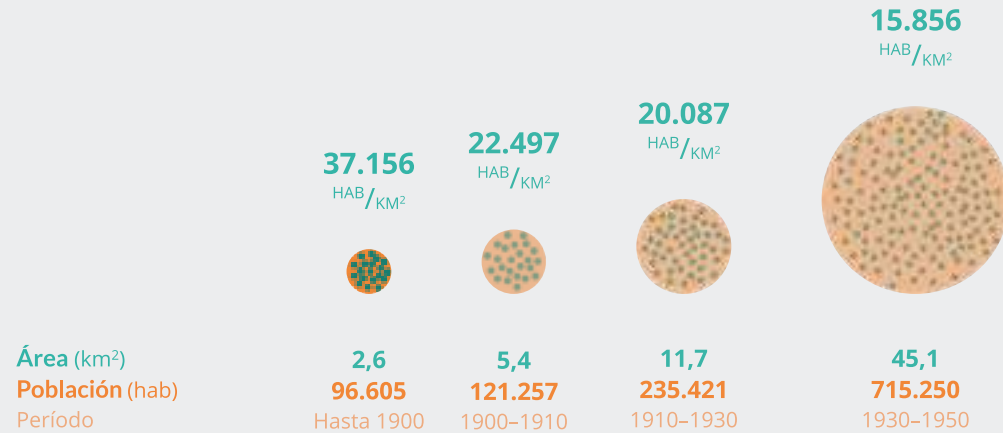 15.856
HAB/KM²
20.087
HAB/KM²
22.497
HAB/KM²
37.156
HAB/KM²
Área (km²) 2,6 5,4 11,7 45,1
Población (hab) 96.605 121.257 235.421 715.250
Período Hasta 1900 1900–1910 1910–1930 1930–1950